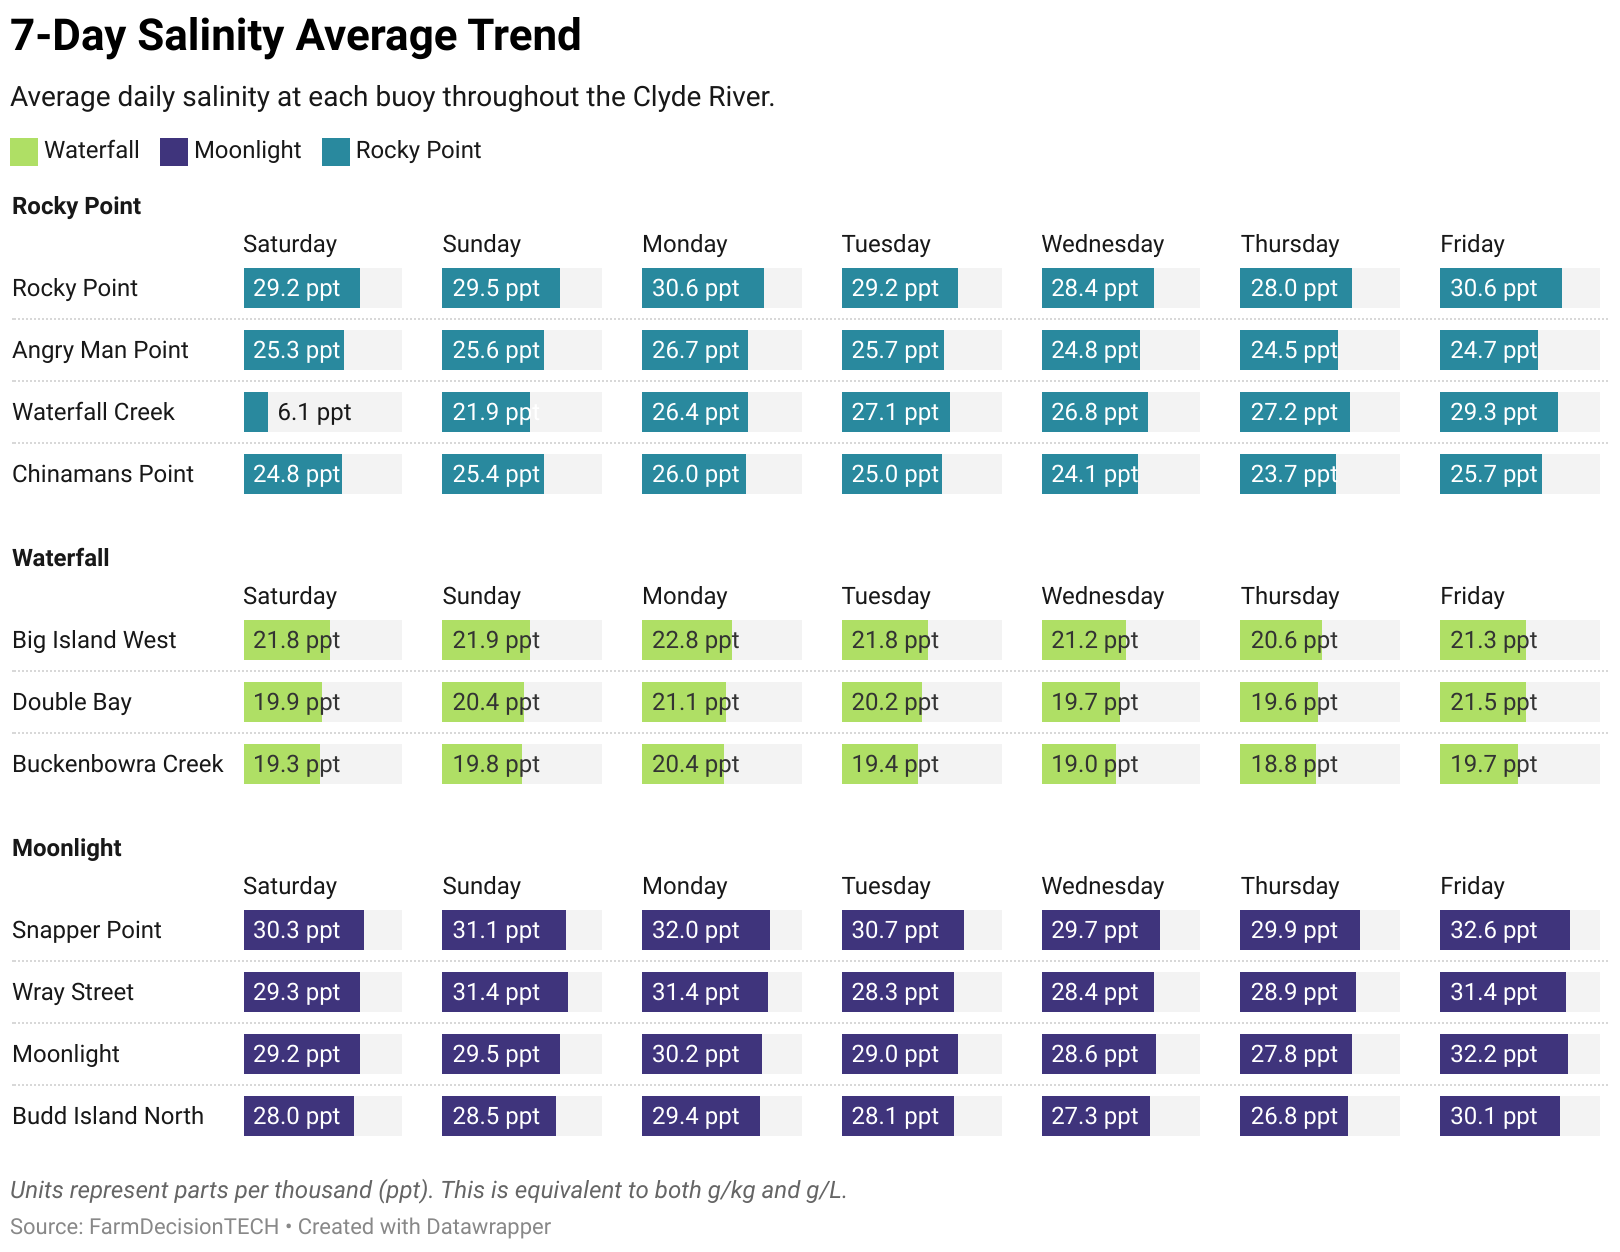 7-Day Salinity Average Trend
Average daily salinity at each buoy throughout the Clyde River.
Waterfall Moonlight Rocky Point
Rocky Point
Saturday Sunday Monday Tuesday Wednesday Thursday Friday
Rocky Point 29.2 ppt 29.5 ppt 30.6 ppt 29.2 ppt 28.4 ppt 28.0 ppt 30.6 ppt
Angry Man Point 25.3 ppt 25.6 ppt 26.7 ppt 25.7 ppt 24.8 ppt 24.5 ppt 24.7 ppt
Waterfall Creek 6.1 ppt 21.9 ppt 26.4 ppt 27.1 ppt 26.8 ppt 27.2 ppt 29.3 ppt
Chinamans Point 24.8 ppt 25.4 ppt 26.0 ppt 25.0 ppt 24.1 ppt 23.7 ppt 25.7 ppt
Waterfall
Saturday Sunday Monday Tuesday Wednesday Thursday Friday
Big Island West 21.8 ppt 21.9 ppt 22.8 ppt 21.8 ppt 21.2 ppt 20.6 ppt 21.3 ppt
Double Bay 19.9 ppt 20.4 ppt 21.1 ppt 20.2 ppt 19.7 ppt 19.6 ppt 21.5 ppt
Buckenbowra Creek 19.3 ppt 19.8 ppt 20.4 ppt 19.4 ppt 19.0 ppt 18.8 ppt 19.7 ppt
Moonlight
Saturday Sunday Monday Tuesday Wednesday Thursday Friday
Snapper Point 30.3 ppt 31.1 ppt 32.0 ppt 30.7 ppt 29.7 ppt 29.9 ppt 32.6 ppt
Wray Street 29.3 ppt 31.4 ppt 31.4 ppt 28.3 ppt 28.4 ppt 28.9 ppt 31.4 ppt
Moonlight 29.2 ppt 29.5 ppt 30.2 ppt 29.0 ppt 28.6 ppt 27.8 ppt 32.2 ppt
Budd Island North 28.0 ppt 28.5 ppt 29.4 ppt 28.1 ppt 27.3 ppt 26.8 ppt 30.1 ppt
Units represent parts per thousand (ppt). This is equivalent to both g/kg and g/L.
Source: FarmDecisionTECH • Created with Datawrapper